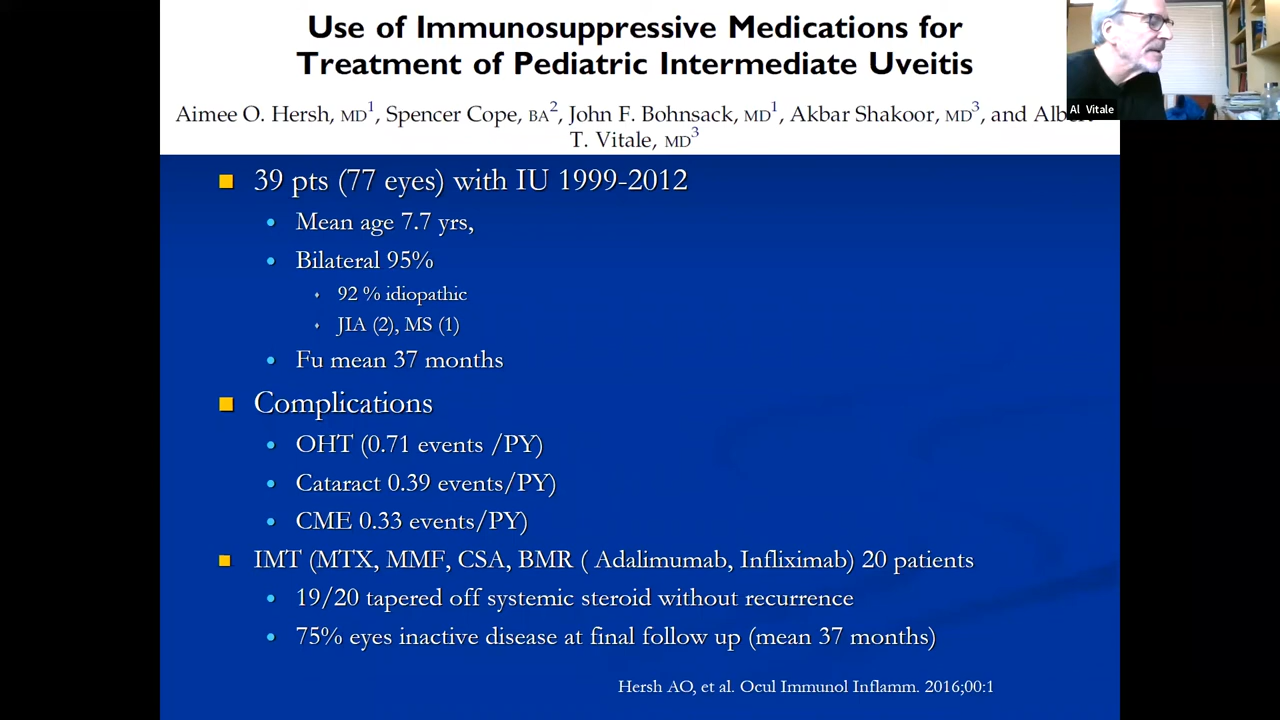 Use of Immunosuppressive Medications for
Treatment of Pediatric Intermediate Uveitis
Aimee O. Hersh, MD1, Spencer Cope, BA2, John F. Bohnsack, MD1, Akbar Shakoor, MD3, and Albert
T. Vitale, MD3
Al Vitale
39 pts (77 eyes) with IU 1999-2012
Mean age 7.7 yrs,
Bilateral 95%
92 % idiopathic
JIA (2), MS (1)
Fu mean 37 months
Complications
OHT (0.71 events /PY)
Cataract 0.39 events/PY)
CME 0.33 events/PY)
IMT (MTX, MMF, CSA, BMR ( Adalimumab, Infliximab) 20 patients
19/20 tapered off systemic steroid without recurrence
75% eyes inactive disease at final follow up (mean 37 months)
Hersh AO, et al. Ocul Immunol Inflamm. 2016;00:1